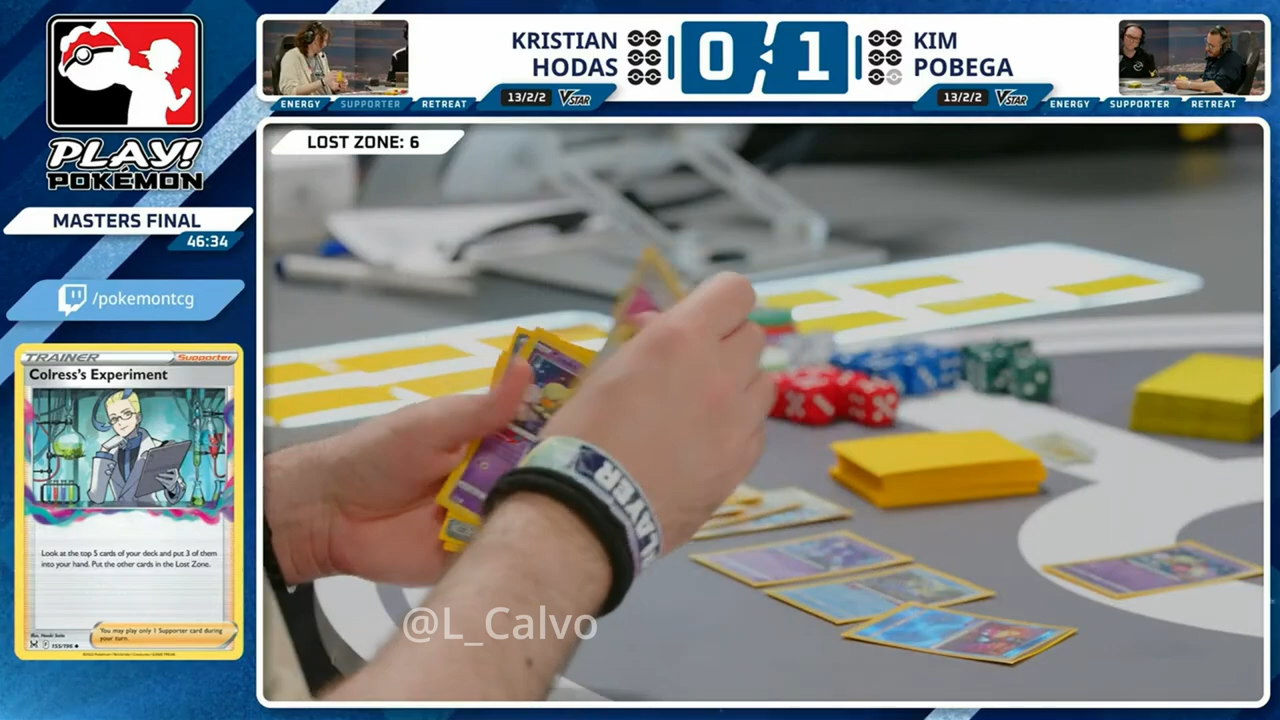 PLAY!
POKÉMON
MASTERS FINAL
46:34
/pokemontcg
TRAINER Supporter
Colress's Experiment
Look at the top 5 cards of your deck and put 3 of them
into your hand. Put the other cards in the Lost Zone.
You may play only 1 Supporter card during
your turn.
155/196
KRISTIAN
HODAS
0 1
KIM
POBEGA
13/2/2 VSTAR
13/2/2 VSTAR
ENERGY SUPPORTER RETREAT
ENERGY SUPPORTER RETREAT
LOST ZONE: 6
PLAYER
@L_Calvo